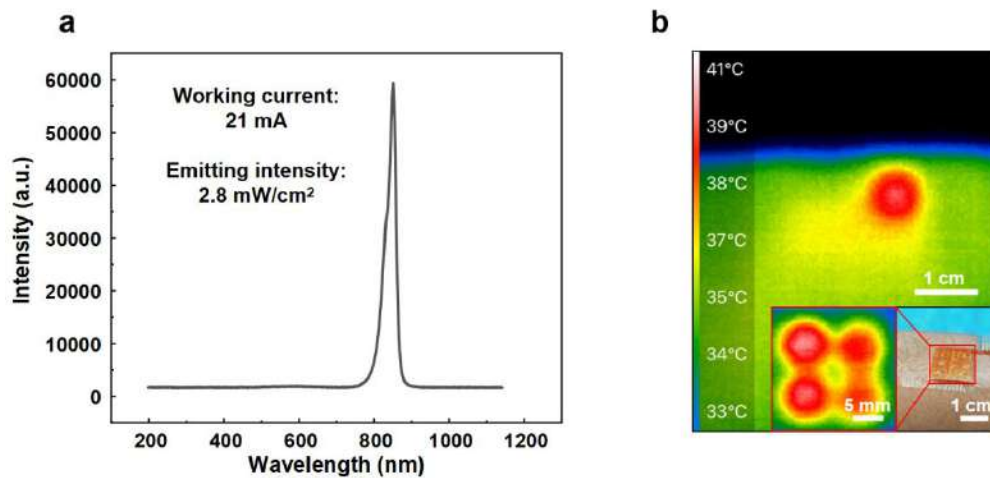 a
Working current:
21 mA
Emitting intensity:
2.8 mW/cm²
Intensity (a.u.)
60000
50000
40000
30000
20000
10000
0
200
400
600
800
1000
1200
Wavelength (nm)
b
41°C
39°C
38°C
37°C
35°C
34°C
33°C
1 cm
5 mm
1 cm